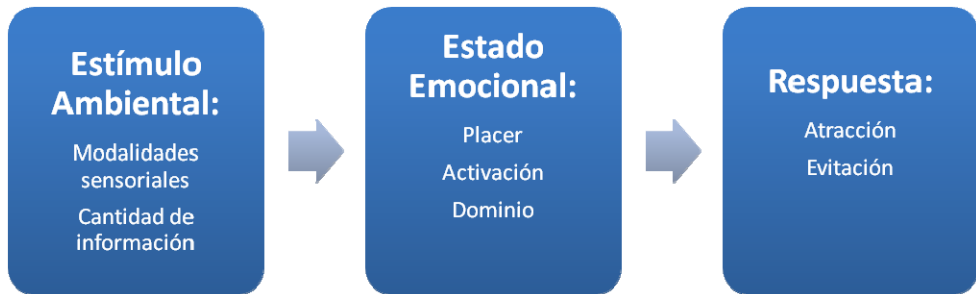 Estímulo
Ambiental:
Modalidades
sensoriales
Cantidad de
información
Estado
Emocional:
Placer
Activación
Dominio
Respuesta:
Atracción
Evitación